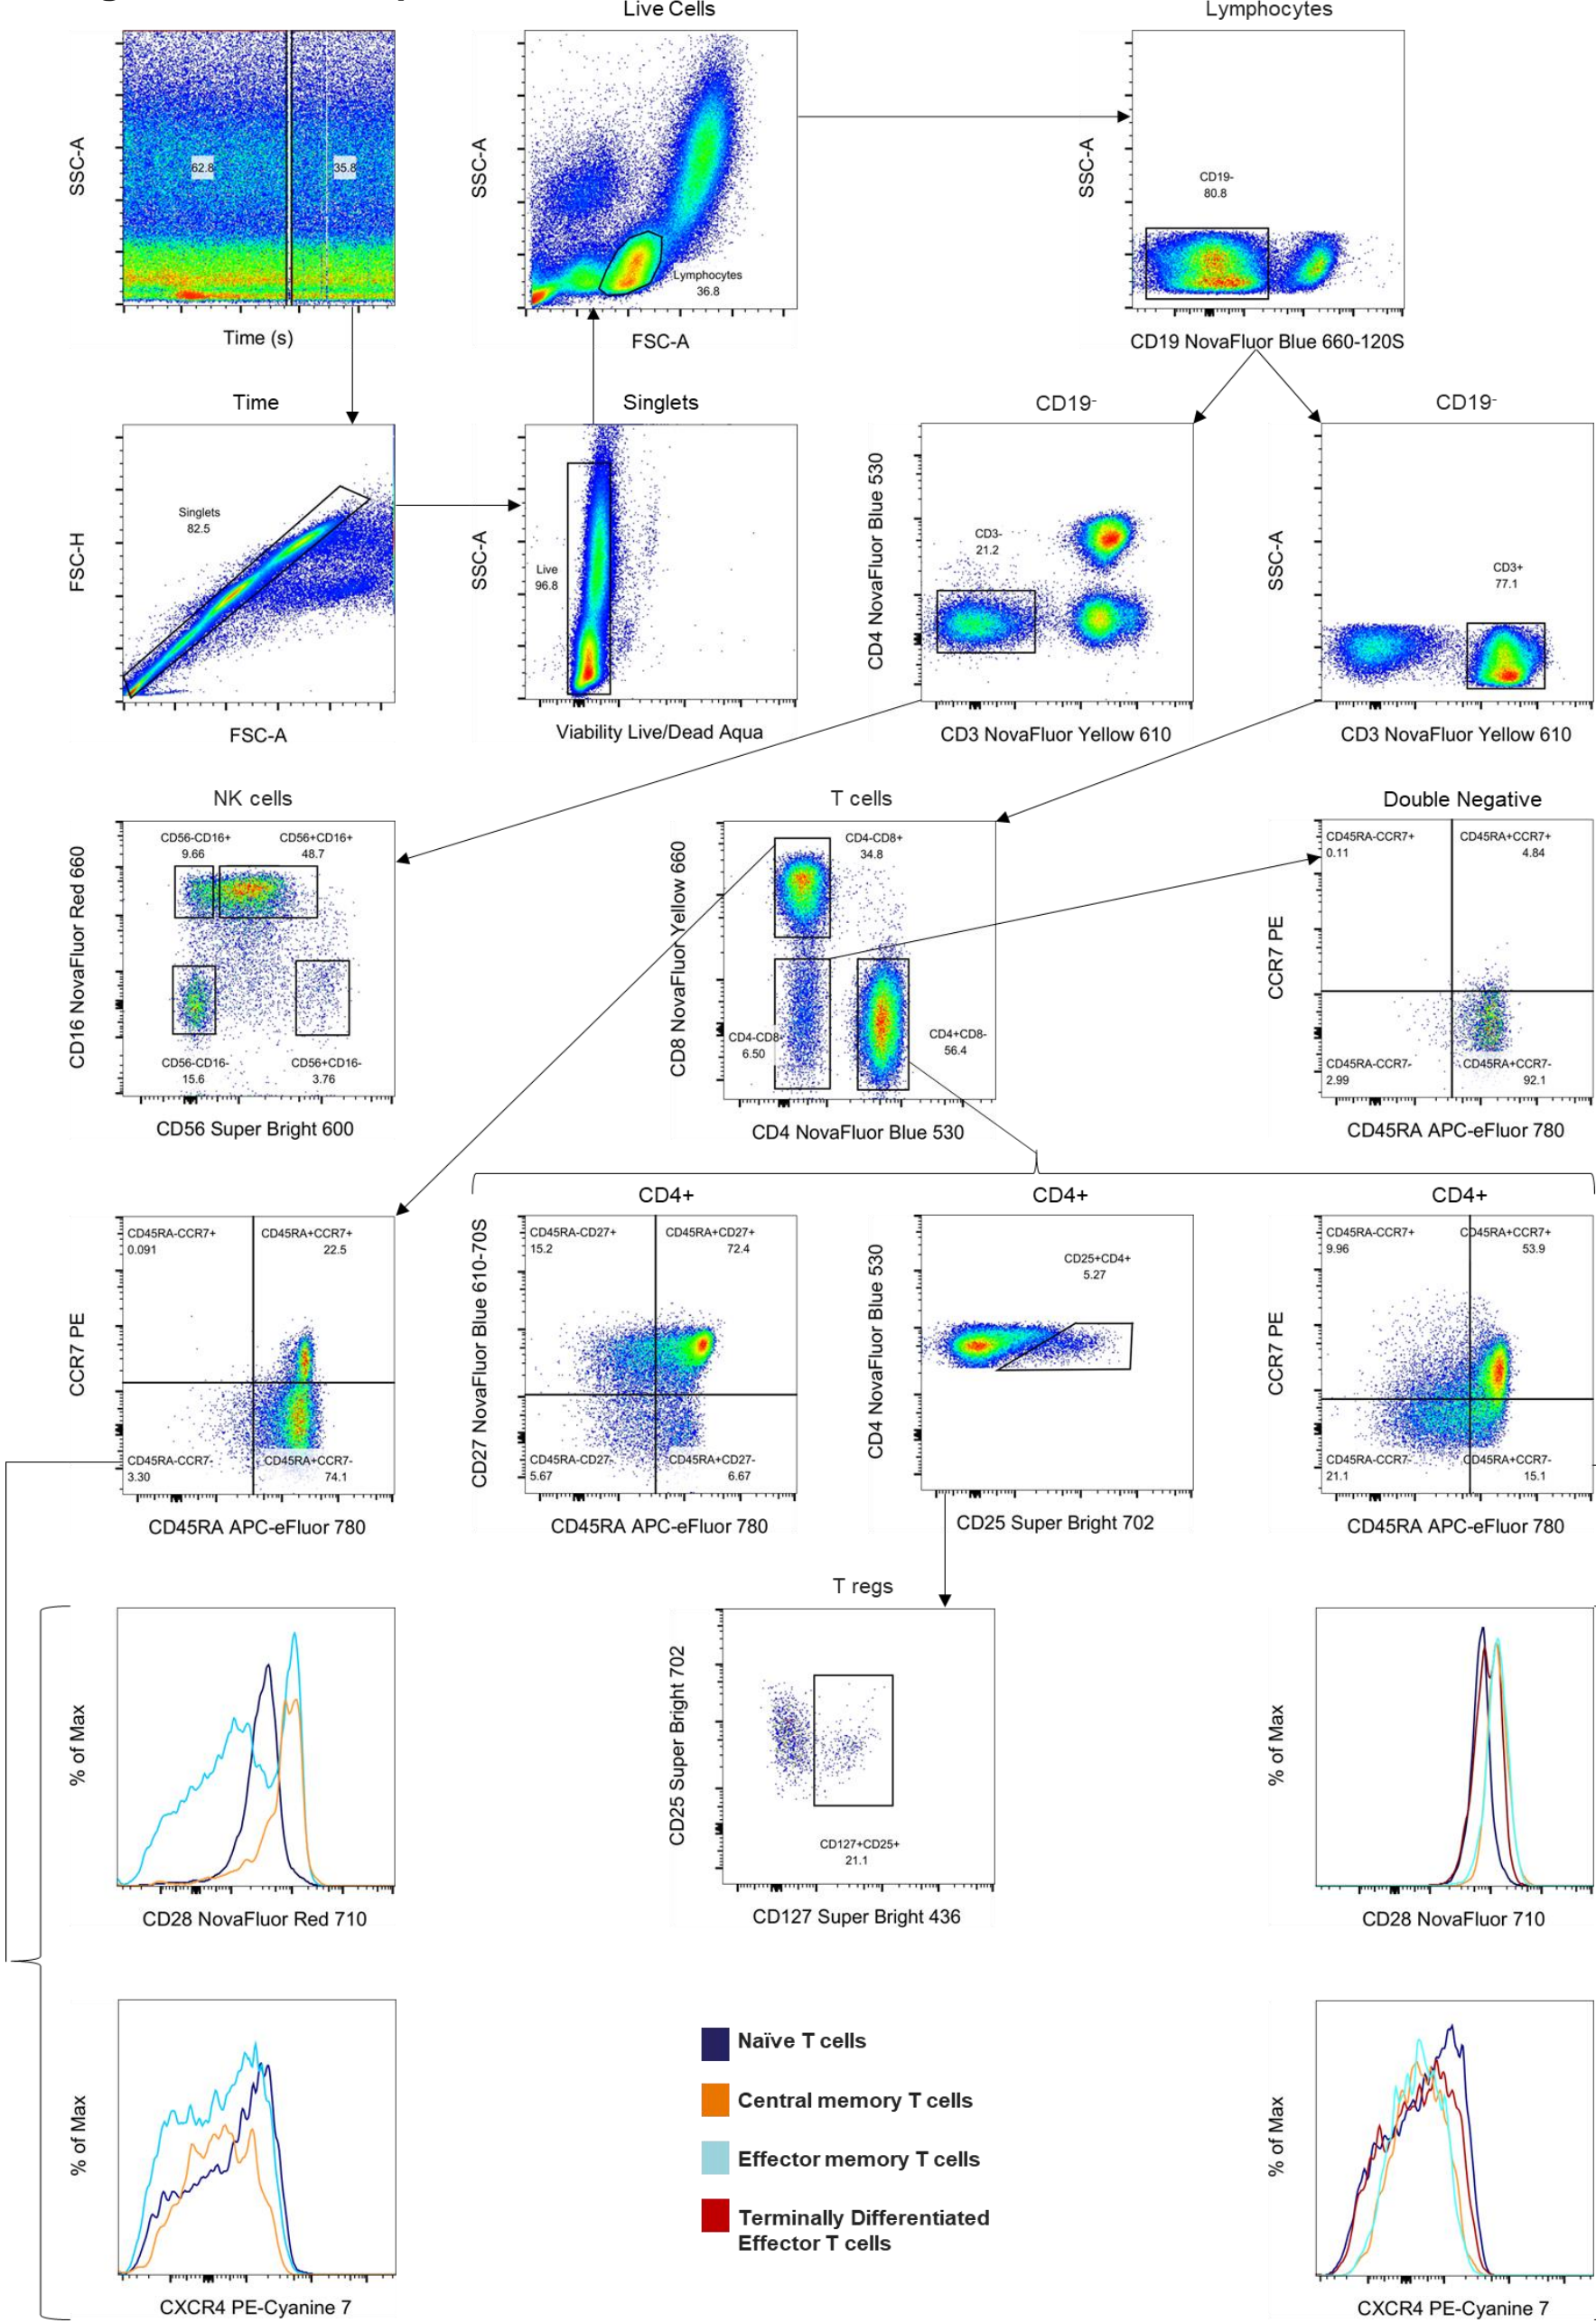 Live Cells
Lymphocytes
SSC-A
62.8
35.8
Time (s)
SSC-A
Lymphocytes
36.8
FSC-A
SSC-A
CD19-
80.8
CD19 NovaFluor Blue 660-120S
Time
FSC-H
Singlets
82.5
FSC-A
Singlets
SSC-A
Live
96.8
Viability Live/Dead Aqua
CD19-
CD4 NovaFluor Blue 530
CD3-
21.2
CD3 NovaFluor Yellow 610
CD19-
SSC-A
CD3+
77.1
CD3 NovaFluor Yellow 610
NK cells
CD16 NovaFluor Red 660
CD56-CD16+
9.66
CD56+CD16+
48.7
CD56-CD16-
15.6
CD56+CD16-
3.76
CD56 Super Bright 600
T cells
CD8 NovaFluor Yellow 660
CD4-CD8+
34.8
CD4-CD8-
6.50
CD4+CD8-
56.4
CD4 NovaFluor Blue 530
Double Negative
CCR7 PE
CD45RA-CCR7+
0.11
CD45RA+CCR7+
4.84
CD45RA-CCR7-
2.99
CD45RA+CCR7-
92.1
CD45RA APC-eFluor 780
CCR7 PE
CD45RA-CCR7+
0.091
CD45RA+CCR7+
22.5
CD45RA-CCR7-
3.30
CD45RA+CCR7-
74.1
CD45RA APC-eFluor 780
CD4+
CD27 NovaFluor Blue 610-70S
CD45RA-CD27+
15.2
CD45RA+CD27+
72.4
CD45RA-CD27-
5.67
CD45RA+CD27-
6.67
CD45RA APC-eFluor 780
CD4+
CD4 NovaFluor Blue 530
CD25+CD4+
5.27
CD25 Super Bright 702
CD4+
CCR7 PE
CD45RA-CCR7+
9.96
CD45RA+CCR7+
53.9
CD45RA-CCR7-
21.1
CD45RA+CCR7-
15.1
CD45RA APC-eFluor 780
% of Max
CD28 NovaFluor Red 710
T regs
CD25 Super Bright 702
CD127+CD25+
21.1
CD127 Super Bright 436
% of Max
CD28 NovaFluor 710
% of Max
CXCR4 PE-Cyanine 7
Naïve T cells
Central memory T cells
Effector memory T cells
Terminally Differentiated
Effector T cells
% of Max
CXCR4 PE-Cyanine 7